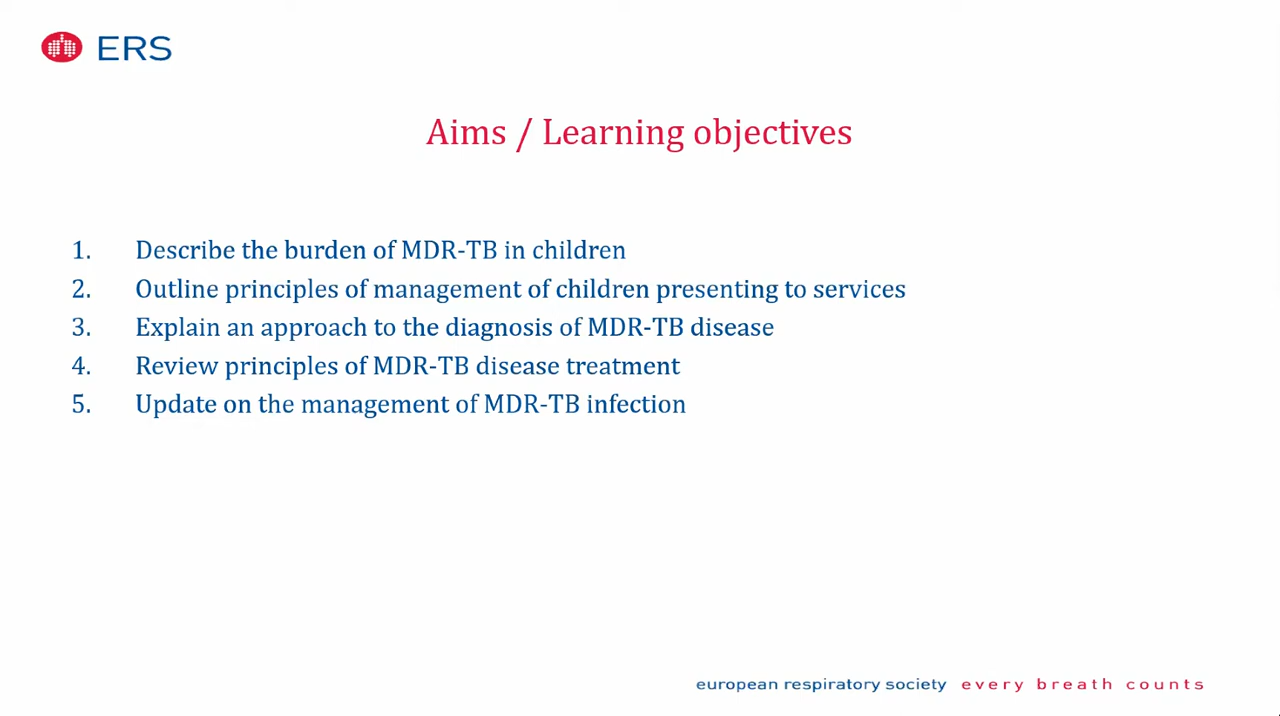 ERS
Aims / Learning objectives
1. Describe the burden of MDR-TB in children
2. Outline principles of management of children presenting to services
3. Explain an approach to the diagnosis of MDR-TB disease
4. Review principles of MDR-TB disease treatment
5. Update on the management of MDR-TB infection
european respiratory society every breath counts